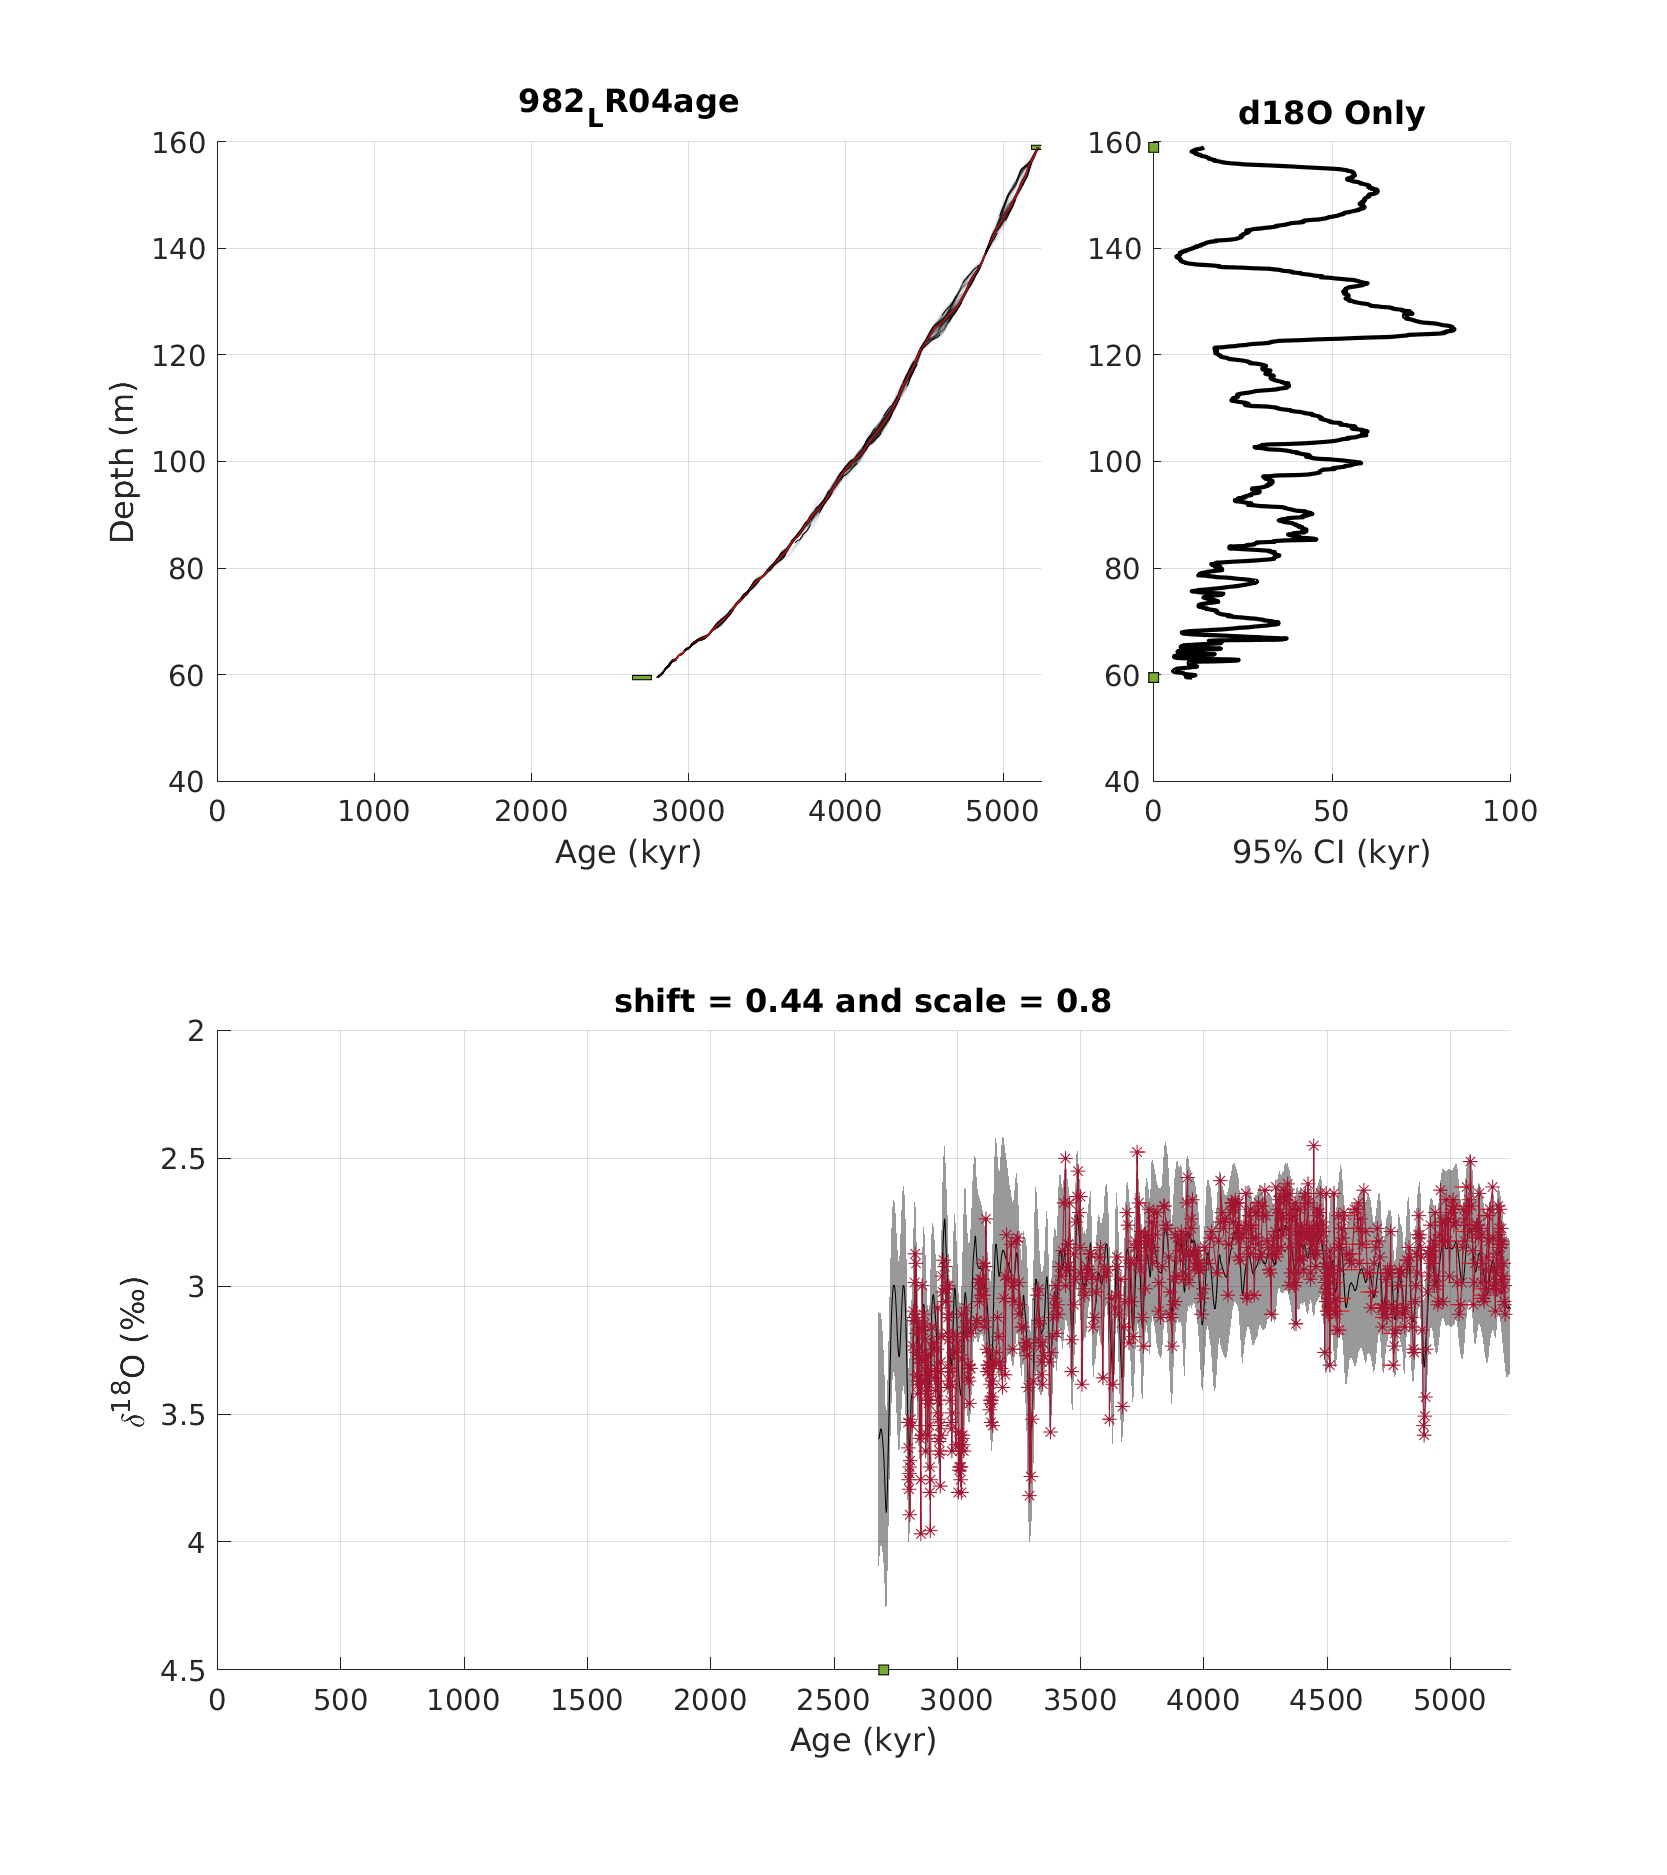 982LR04age
d18O Only
160
140
120
100
80
60
40
Depth (m)
0 1000 2000 3000 4000 5000
Age (kyr)
160
140
120
100
80
60
40
0 50 100
95% CI (kyr)
shift = 0.44 and scale = 0.8
2
2.5
3
3.5
4
4.5
δ18O (‰)
0 500 1000 1500 2000 2500 3000 3500 4000 4500 5000
Age (kyr)